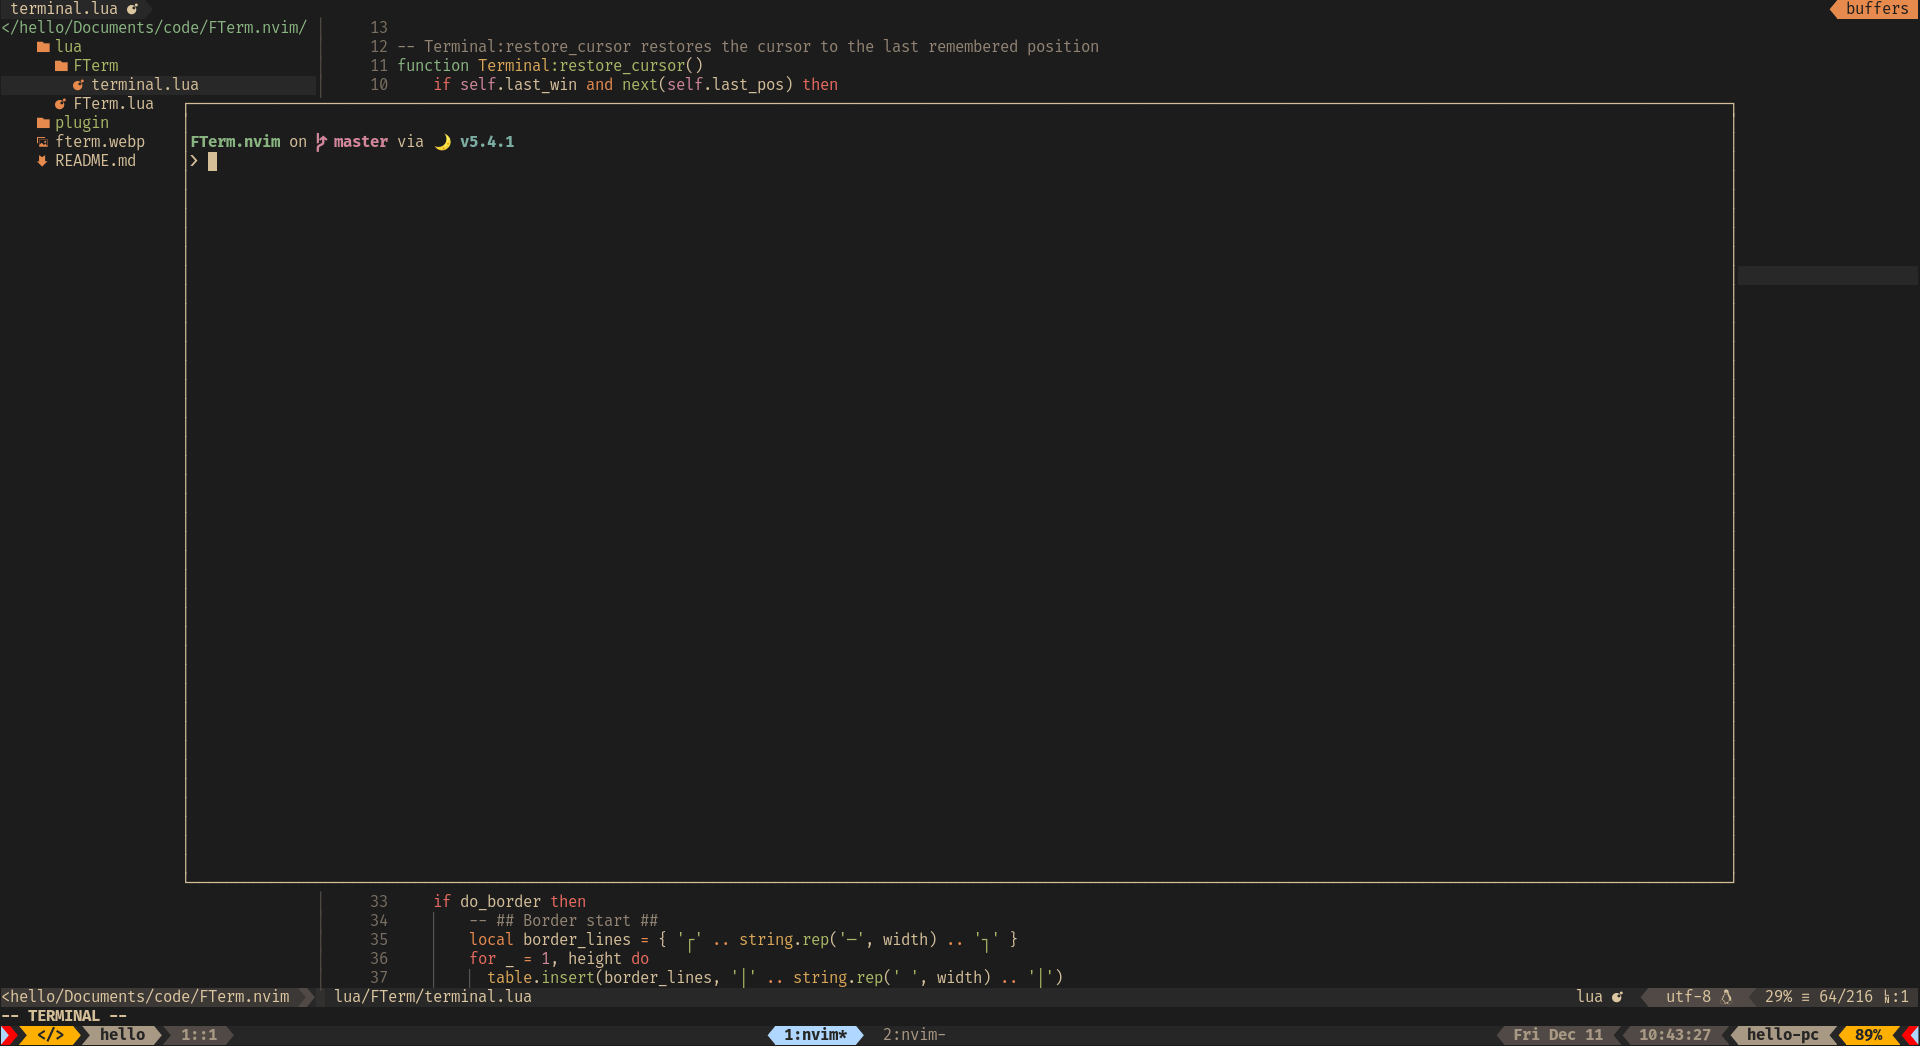 terminal.lua buffers
</hello/Documents/code/FTerm.nvim/
lua
FTerm
terminal.lua
FTerm.lua
plugin
fterm.webp
README.md
13
12 -- Terminal:restore_cursor restores the cursor to the last remembered position
11 function Terminal:restore_cursor()
10 if self.last_win and next(self.last_pos) then
FTerm.nvim on master via 🌙 v5.4.1
❯
33 if do_border then
34 -- ## Border start ##
35 local border_lines = { '┌' .. string.rep('─', width) .. '┐' }
36 for _ = 1, height do
37 table.insert(border_lines, '│' .. string.rep(' ', width) .. '│')
<hello/Documents/code/FTerm.nvim lua/FTerm/terminal.lua lua utf-8 29% ≡ 64/216 :1
-- TERMINAL --
</> hello 1::1 1:nvim* 2:nvim- Fri Dec 11 10:43:27 hello-pc 89%